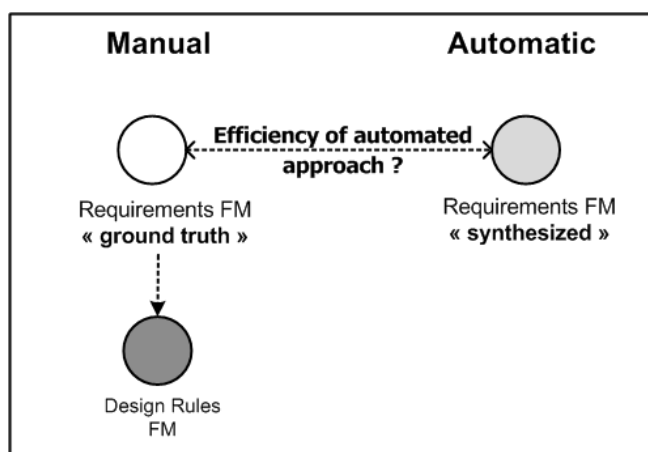 Manual
Automatic
Efficiency of automated
approach ?
Requirements FM
« ground truth »
Requirements FM
« synthesized »
Design Rules
FM